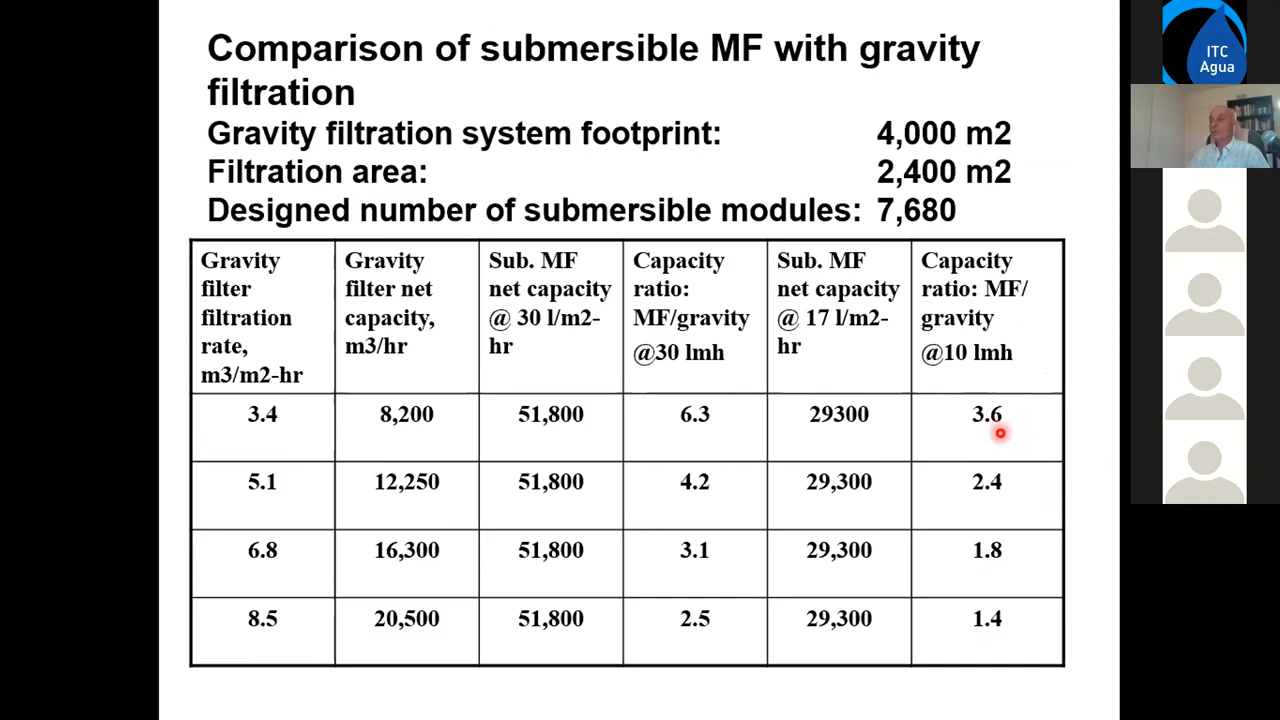 Comparison of submersible MF with gravity
filtration
Gravity filtration system footprint: 4,000 m2
Filtration area: 2,400 m2
Designed number of submersible modules: 7,680
Gravity
filter
filtration
rate,
m3/m2-hr
Gravity
filter net
capacity,
m3/hr
Sub. MF
net capacity
@ 30 l/m2-
hr
Capacity
ratio:
MF/gravity
@30 lmh
Sub. MF
net capacity
@ 17 l/m2-
hr
Capacity
ratio: MF/
gravity
@10 lmh
3.4 8,200 51,800 6.3 29300 3.6
5.1 12,250 51,800 4.2 29,300 2.4
6.8 16,300 51,800 3.1 29,300 1.8
8.5 20,500 51,800 2.5 29,300 1.4
ITC
Agua